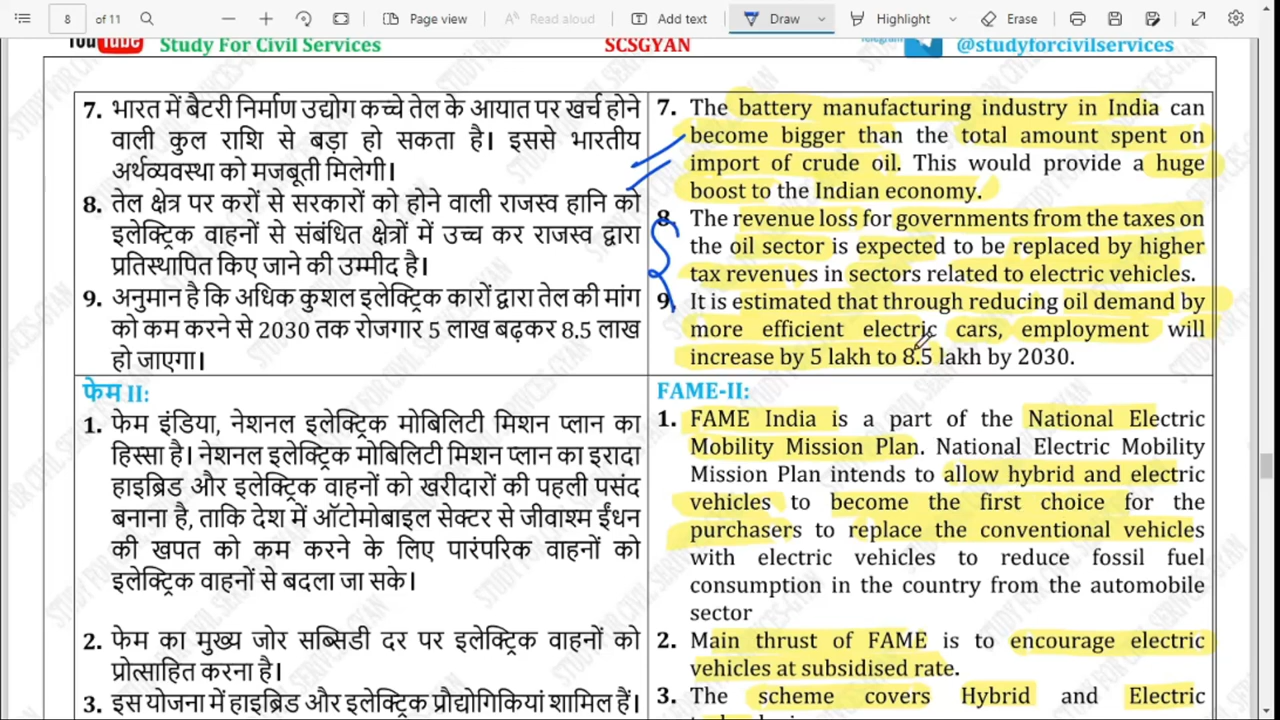 8
of 11
Page view
Read aloud
Add text
Draw
Highlight
Erase
YouTube
Study For Civil Services
SCSGYAN
Telegram
@studyforcivilservices
7. भारत में बैटरी निर्माण उद्योग कच्चे तेल के आयात पर खर्च होने
वाली कुल राशि से बड़ा हो सकता है। इससे भारतीय
अर्थव्यवस्था को मजबूती मिलेगी।
8. तेल क्षेत्र पर करों से सरकारों को होने वाली राजस्व हानि को
इलेक्ट्रिक वाहनों से संबंधित क्षेत्रों में उच्च कर राजस्व द्वारा
प्रतिस्थापित किए जाने की उम्मीद है।
9. अनुमान है कि अधिक कुशल इलेक्ट्रिक कारों द्वारा तेल की मांग
को कम करने से 2030 तक रोजगार 5 लाख बढ़कर 8.5 लाख
हो जाएगा।
7. The battery manufacturing industry in India can
become bigger than the total amount spent on
import of crude oil. This would provide a huge
boost to the Indian economy.
8. The revenue loss for governments from the taxes on
the oil sector is expected to be replaced by higher
tax revenues in sectors related to electric vehicles.
9. It is estimated that through reducing oil demand by
more efficient electric cars, employment will
increase by 5 lakh to 8.5 lakh by 2030.
फेम II:
1. फेम इंडिया, नेशनल इलेक्ट्रिक मोबिलिटी मिशन प्लान का
हिस्सा है। नेशनल इलेक्ट्रिक मोबिलिटी मिशन प्लान का इरादा
हाइब्रिड और इलेक्ट्रिक वाहनों को खरीदारों की पहली पसंद
बनाना है, ताकि देश में ऑटोमोबाइल सेक्टर से जीवाश्म ईंधन
की खपत को कम करने के लिए पारंपरिक वाहनों को
इलेक्ट्रिक वाहनों से बदला जा सके।
2. फेम का मुख्य जोर सब्सिडी दर पर इलेक्ट्रिक वाहनों को
प्रोत्साहित करना है।
3. इस योजना में हाइब्रिड और इलेक्ट्रिक प्रौद्योगिकियां शामिल हैं।
FAME-II:
1. FAME India is a part of the National Electric
Mobility Mission Plan. National Electric Mobility
Mission Plan intends to allow hybrid and electric
vehicles to become the first choice for the
purchasers to replace the conventional vehicles
with electric vehicles to reduce fossil fuel
consumption in the country from the automobile
sector
2. Main thrust of FAME is to encourage electric
vehicles at subsidised rate.
3. The scheme covers Hybrid and Electric